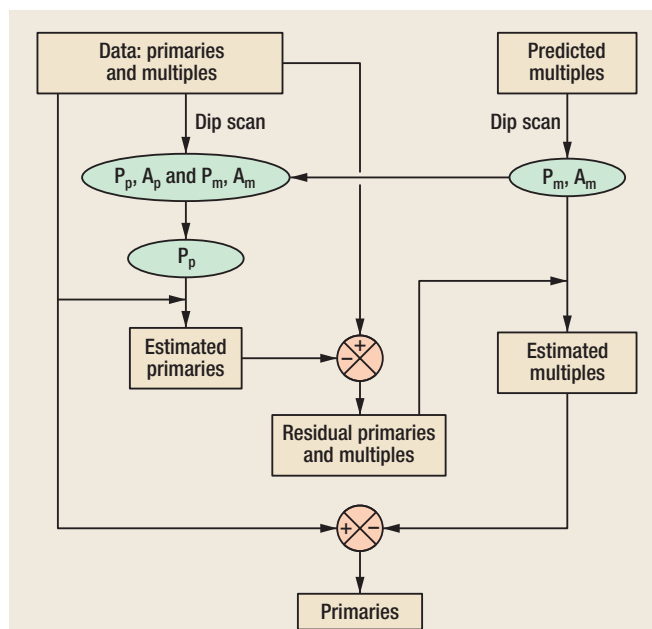 Data: primaries
and multiples
Predicted
multiples
Dip scan
Dip scan
Pₚ, Aₚ and Pₘ, Aₘ
Pₘ, Aₘ
Pₚ
Estimated
primaries
+
−
Estimated
multiples
Residual primaries
and multiples
+ −
Primaries